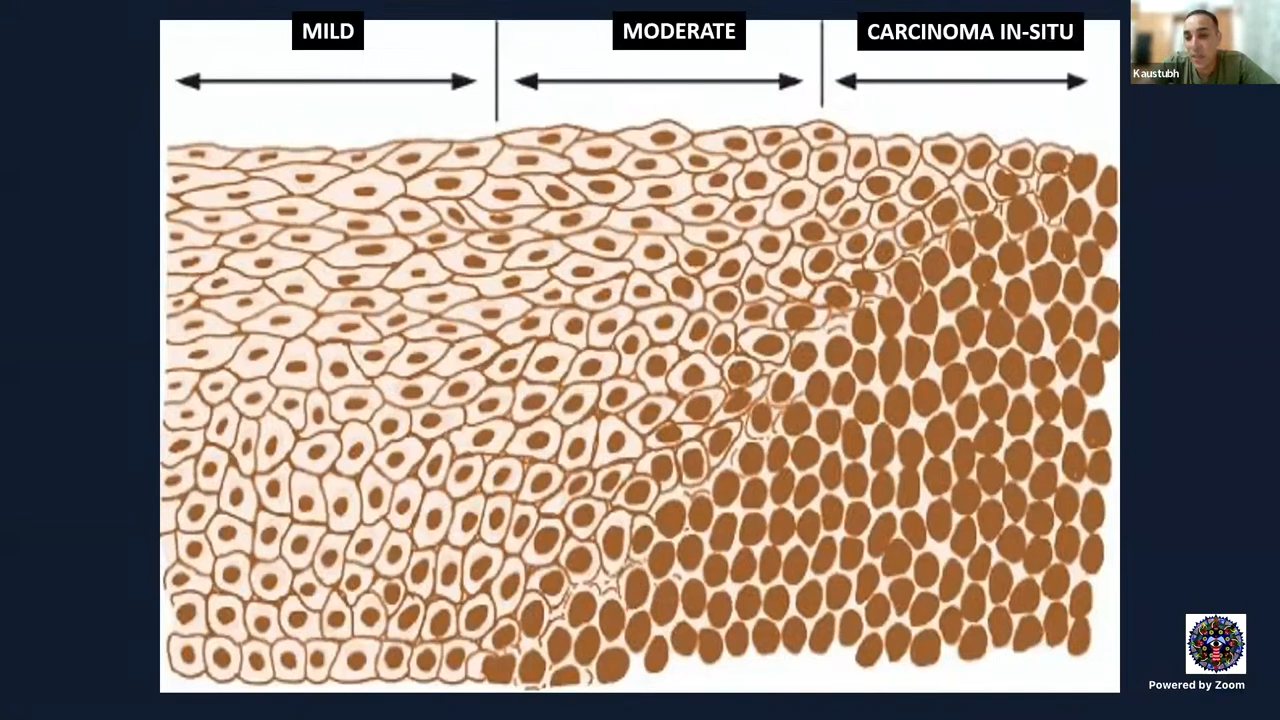 MILD
MODERATE
CARCINOMA IN-SITU
Kaustubh
Powered by Zoom